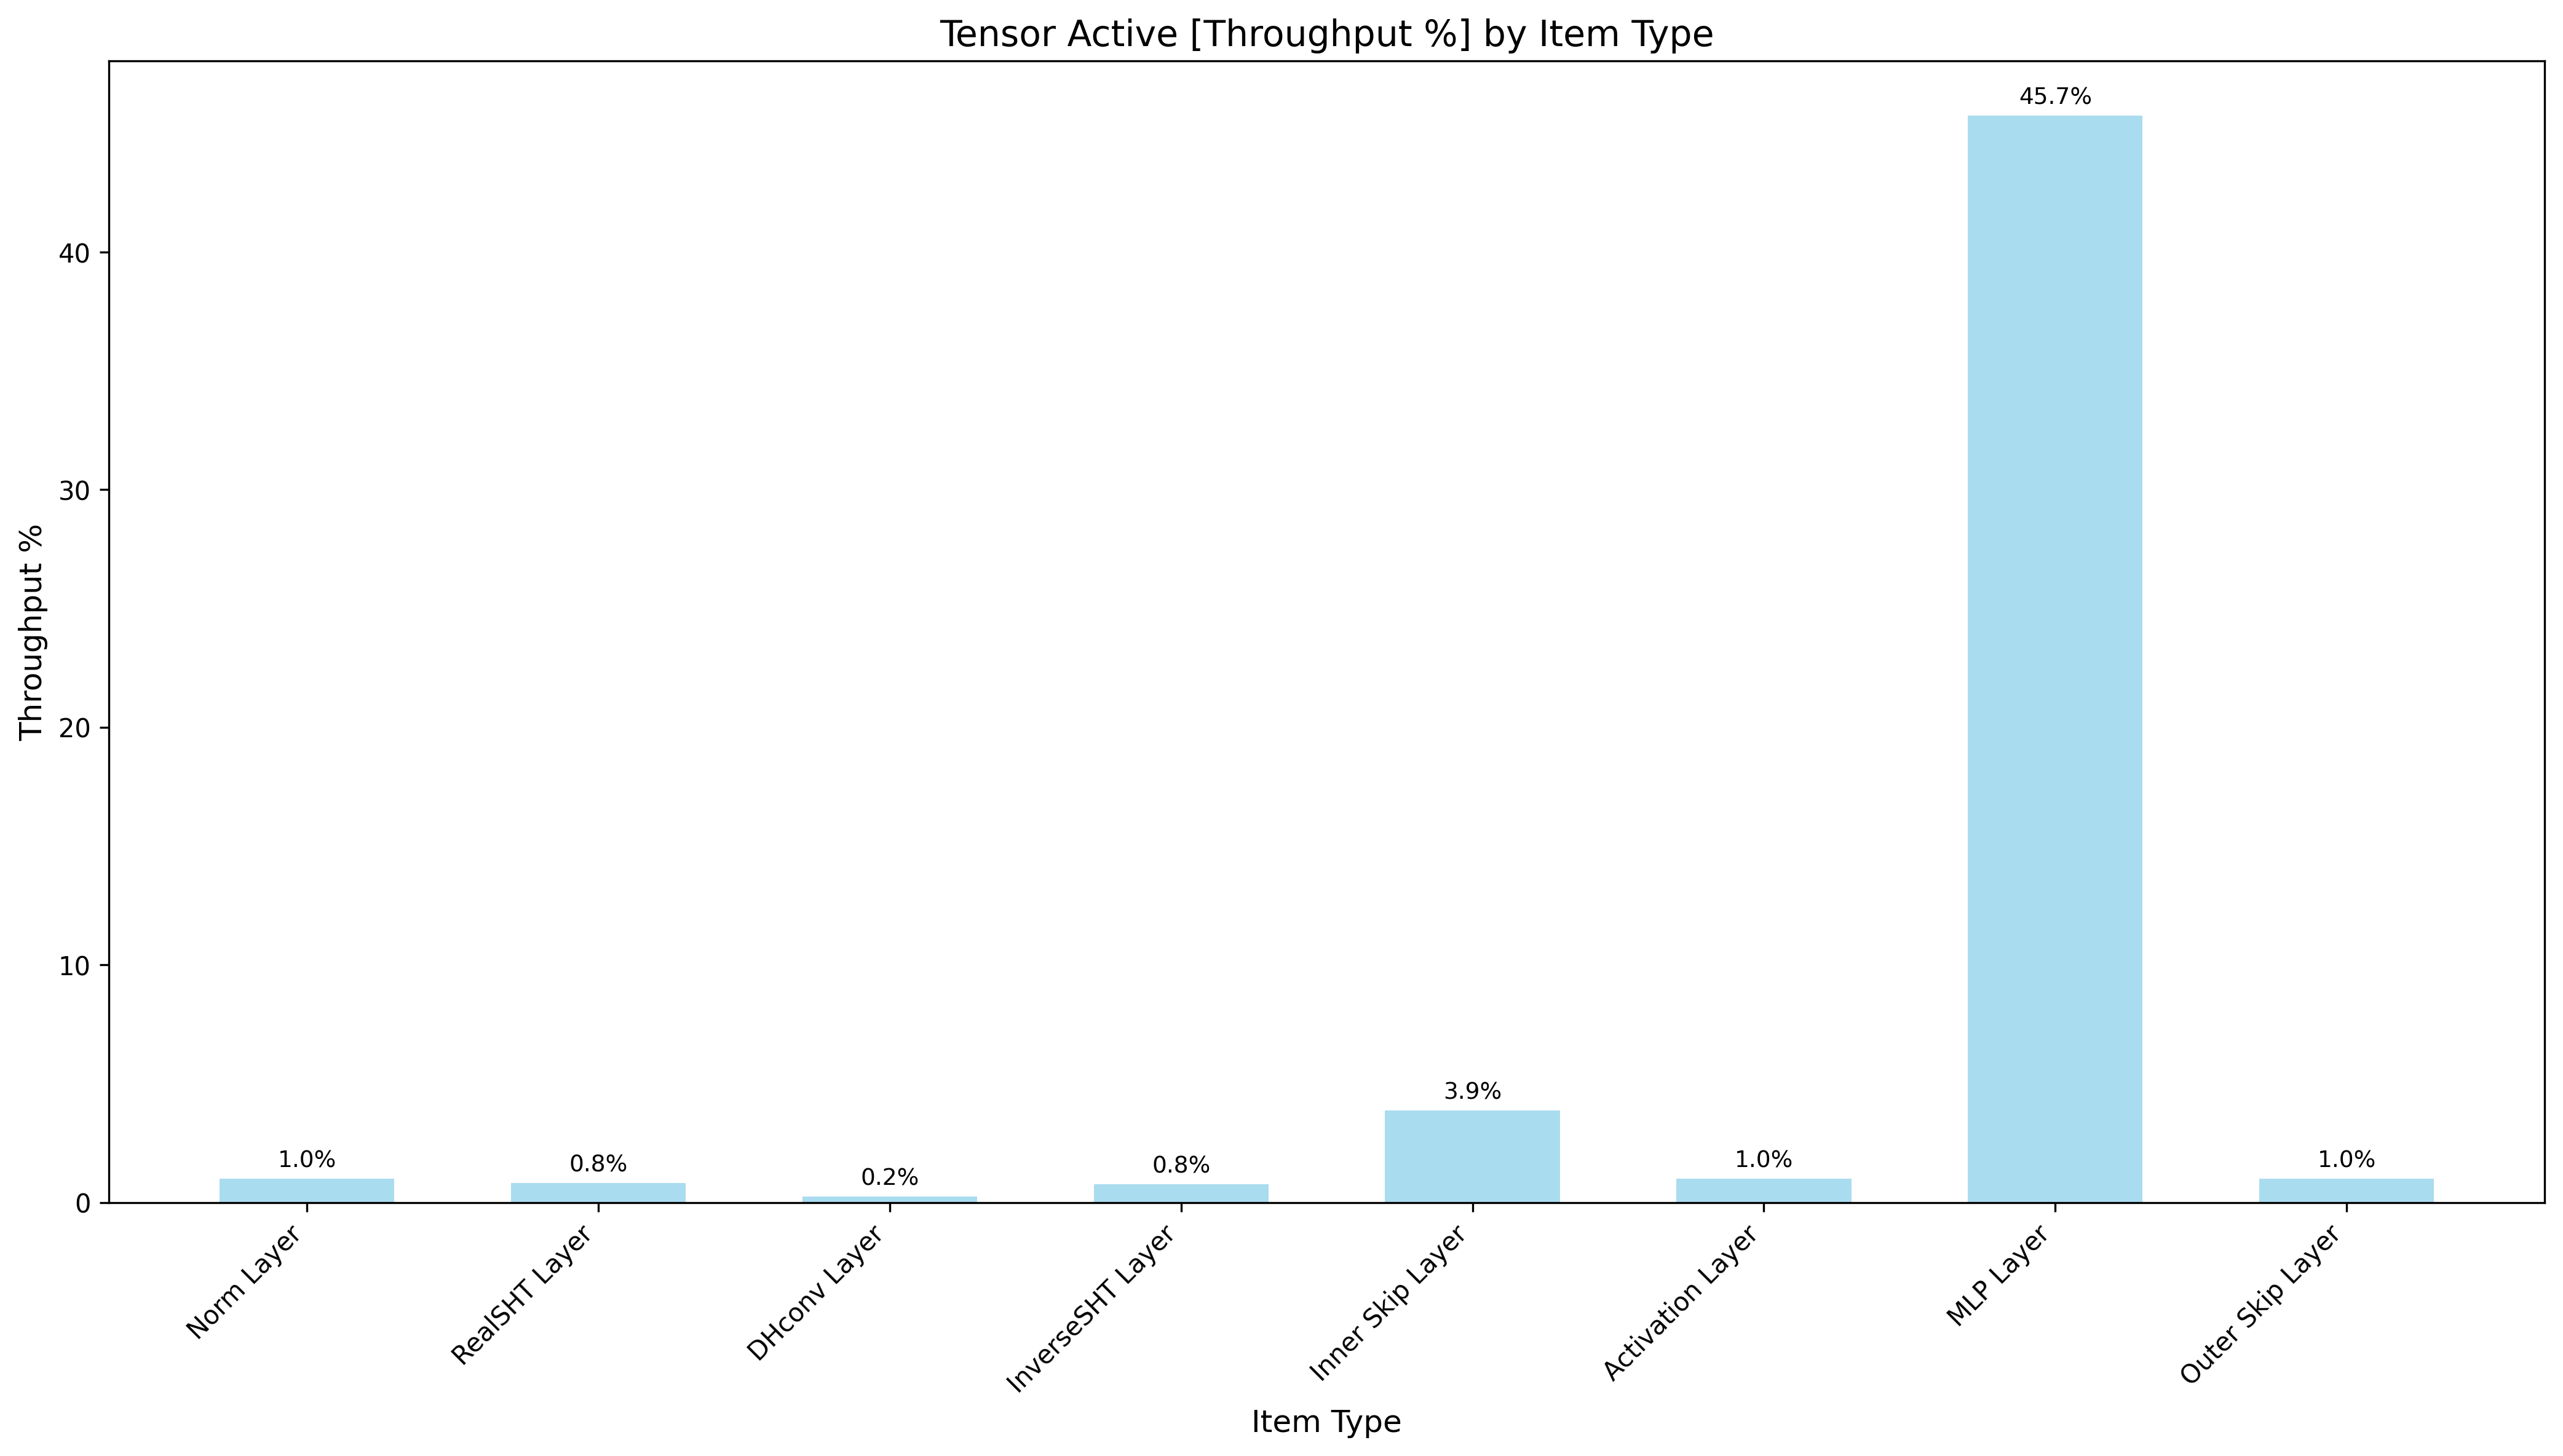 Tensor Active [Throughput %] by Item Type
Throughput %
40
30
20
10
0
1.0%
0.8%
0.2%
0.8%
3.9%
1.0%
45.7%
1.0%
Norm Layer
RealSHT Layer
DHconv Layer
InverseSHT Layer
Inner Skip Layer
Activation Layer
MLP Layer
Outer Skip Layer
Item Type